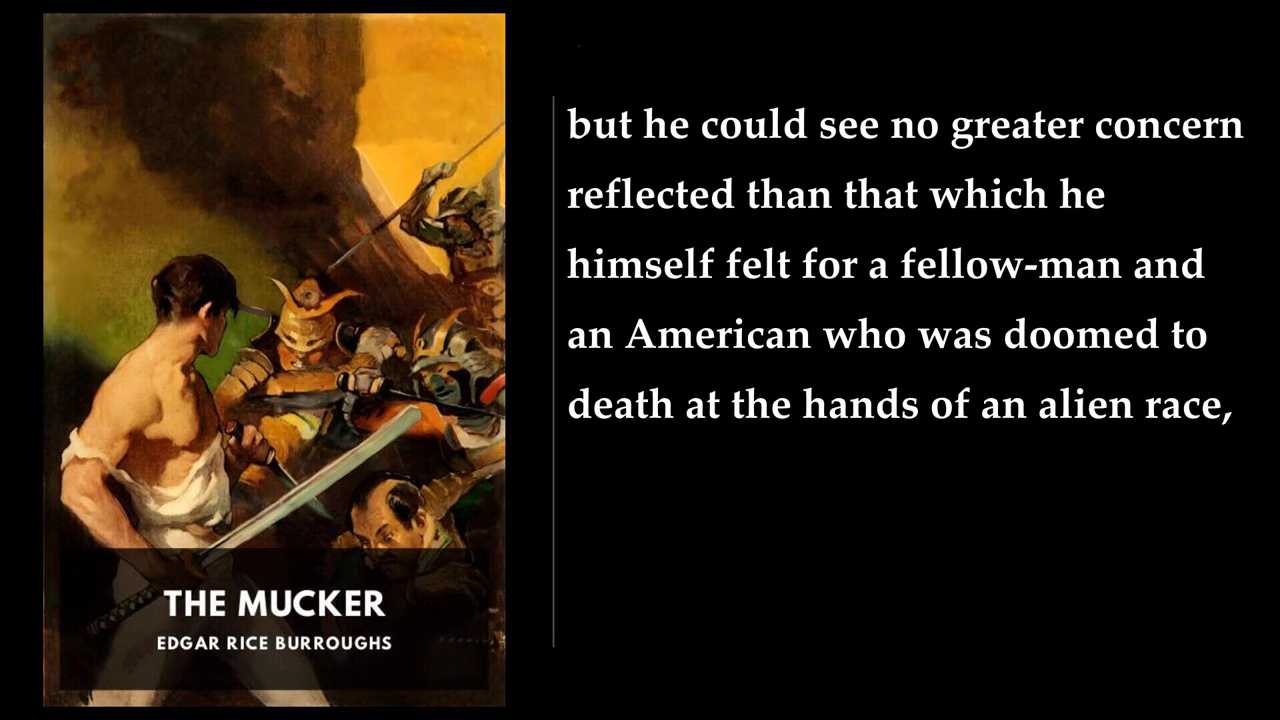 THE MUCKER
EDGAR RICE BURROUGHS
but he could see no greater concern
reflected than that which he
himself felt for a fellow-man and
an American who was doomed to
death at the hands of an alien race,